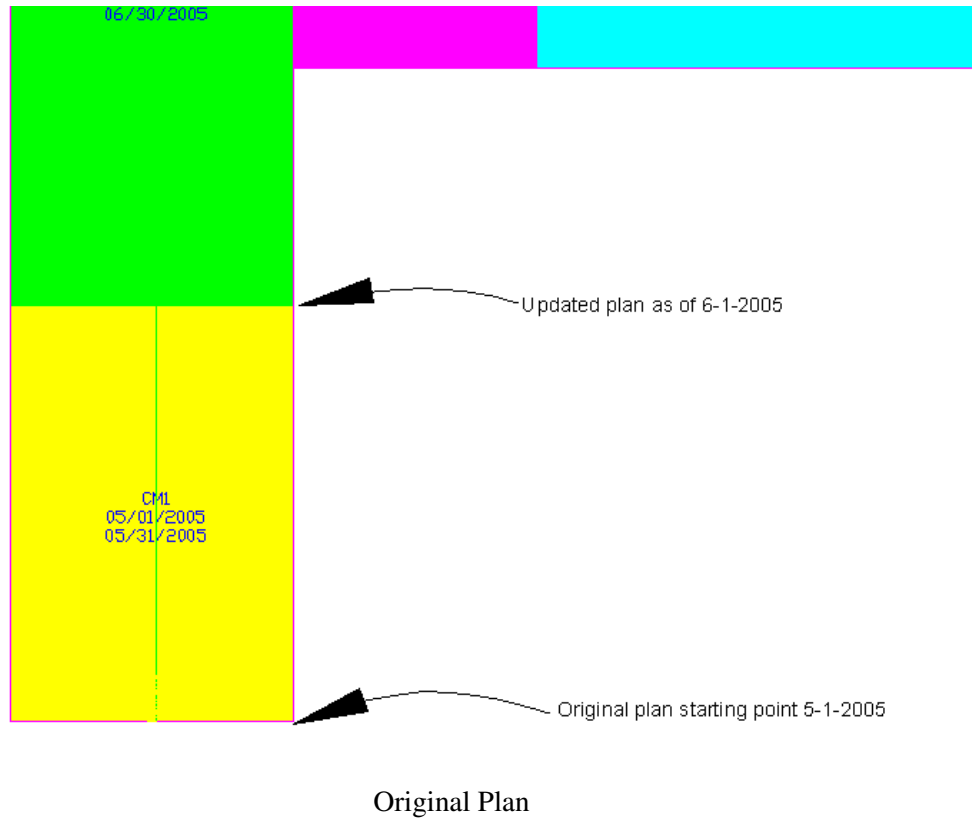 06/30/2005
Updated plan as of 6-1-2005
CM1
05/01/2005
05/31/2005
Original plan starting point 5-1-2005
Original Plan